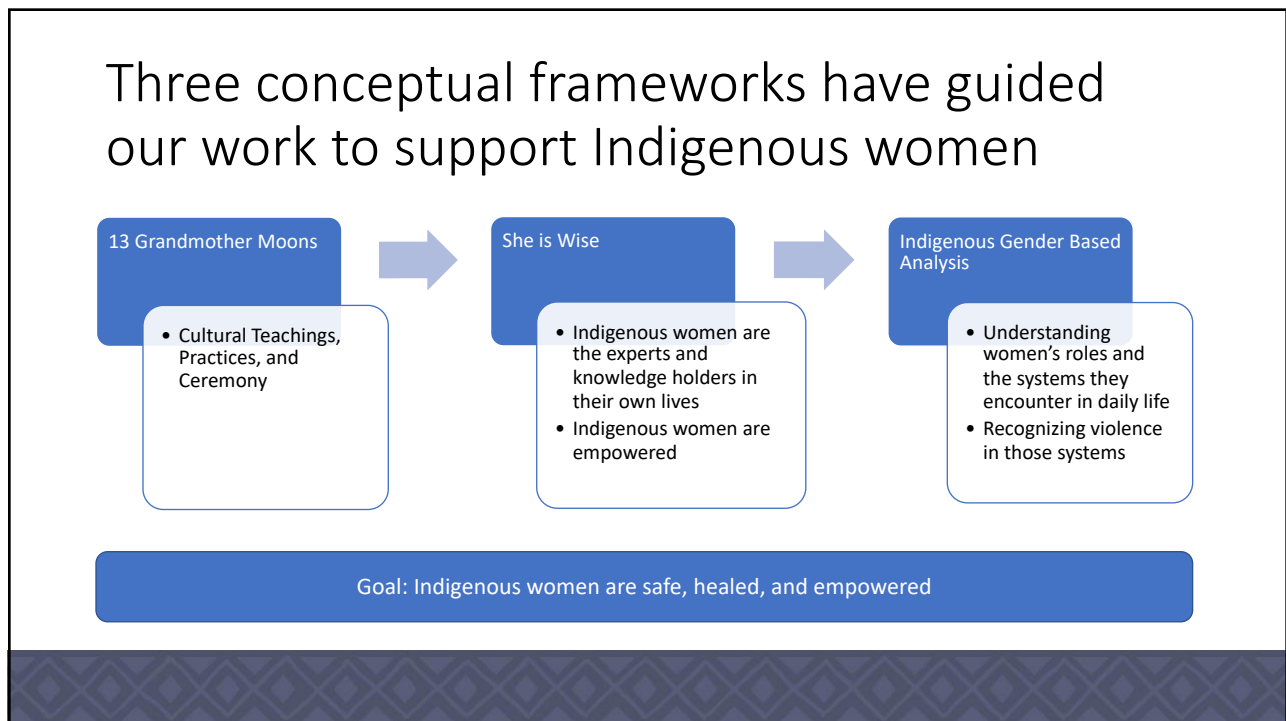 Three conceptual frameworks have guided
our work to support Indigenous women
13 Grandmother Moons
• Cultural Teachings,
Practices, and
Ceremony
She is Wise
• Indigenous women are
the experts and
knowledge holders in
their own lives
• Indigenous women are
empowered
Indigenous Gender Based
Analysis
• Understanding
women’s roles and
the systems they
encounter in daily life
• Recognizing violence
in those systems
Goal: Indigenous women are safe, healed, and empowered